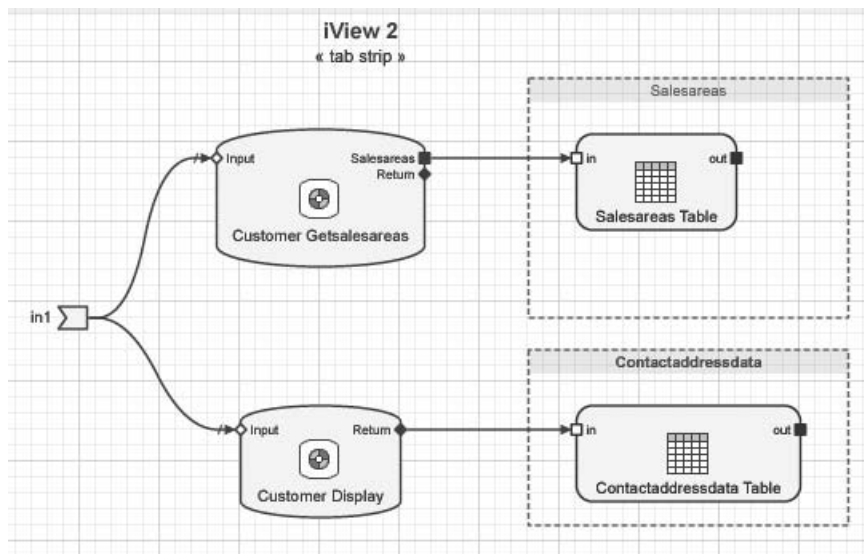 iView 2
« tab strip »
Salesareas
Input
Salesareas
Return
Customer Getsalesareas
in
out
Salesareas Table
in1
Contactaddressdata
Input
Return
Customer Display
in
out
Contactaddressdata Table